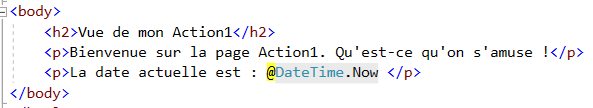 <body>
<h2>Vue de mon Action1</h2>
<p>Bienvenue sur la page Action1. Qu'est-ce qu'on s'amuse !</p>
<p>La date actuelle est : @DateTime.Now </p>
</body>